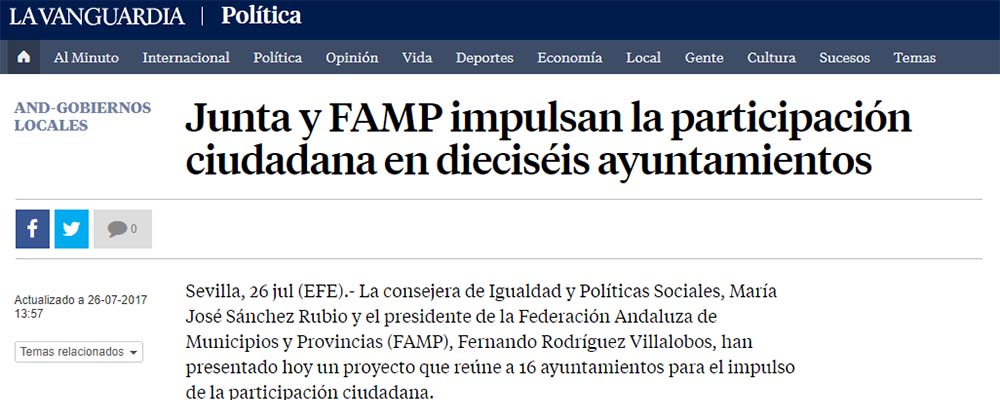 LA VANGUARDIA | Política
Al Minuto Internacional Política Opinión Vida Deportes Economía Local Gente Cultura Sucesos Temas
AND-GOBIERNOS
LOCALES
Junta y FAMP impulsan la participación
ciudadana en dieciséis ayuntamientos
0
Actualizado a 26-07-2017
13:57
Temas relacionados
Sevilla, 26 jul (EFE).- La consejera de Igualdad y Políticas Sociales, María
José Sánchez Rubio y el presidente de la Federación Andaluza de
Municipios y Provincias (FAMP), Fernando Rodríguez Villalobos, han
presentado hoy un proyecto que reúne a 16 ayuntamientos para el impulso
de la participación ciudadana.